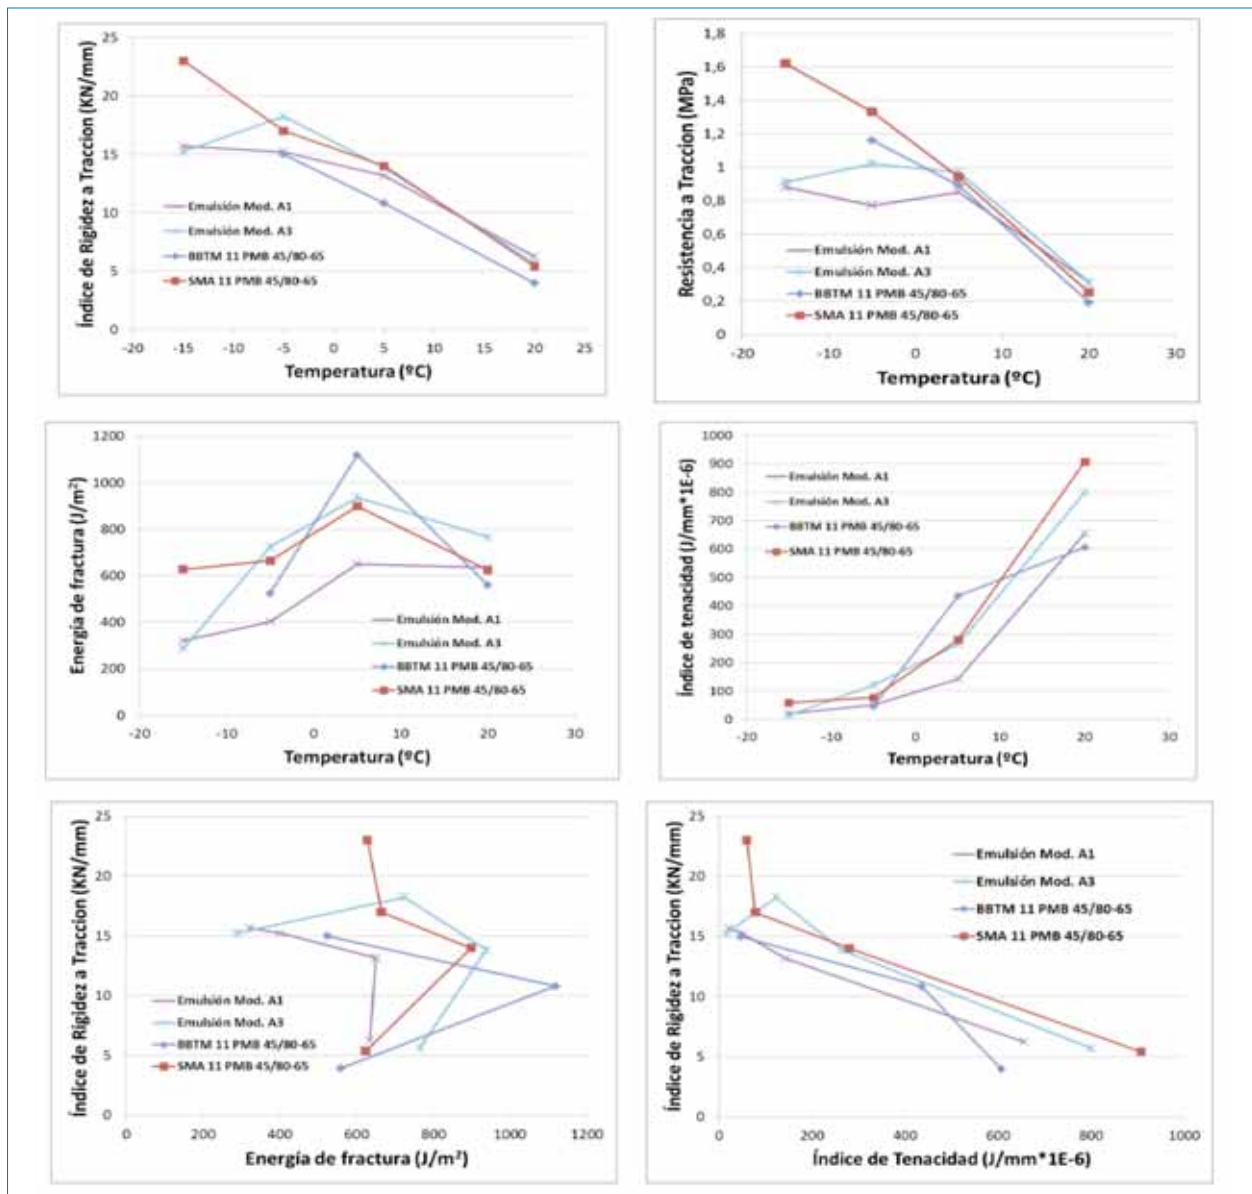 Índice de Rigidez a Traccion (KN/mm)
25
20
15
10
5
0
-20 -15 -10 -5 0 5 10 15 20 25
Temperatura (ºC)
Emulsión Mod. A1
Emulsión Mod. A3
BBTM 11 PMB 45/80-65
SMA 11 PMB 45/80-65
Resistencia a Traccion (MPa)
1,8
1,6
1,4
1,2
1
0,8
0,6
0,4
0,2
0
-20 -10 0 10 20 30
Temperatura (ºC)
Emulsión Mod. A1
Emulsión Mod. A3
BBTM 11 PMB 45/80-65
SMA 11 PMB 45/80-65
Energía de fractura (J/m²)
1200
1000
800
600
400
200
0
-20 -10 0 10 20 30
Temperatura (ºC)
Emulsión Mod. A1
Emulsión Mod. A3
BBTM 11 PMB 45/80-65
SMA 11 PMB 45/80-65
Índice de tenacidad (J/mm*1E-6)
1000
900
800
700
600
500
400
300
200
100
0
-20 -10 0 10 20 30
Temperatura (ºC)
Emulsión Mod. A1
Emulsión Mod. A3
BBTM 11 PMB 45/80-65
SMA 11 PMB 45/80-65
Índice de Rigidez a Traccion (KN/mm)
25
20
15
10
5
0
0 200 400 600 800 1000 1200
Energía de fractura (J/m²)
Emulsión Mod. A1
Emulsión Mod. A3
BBTM 11 PMB 45/80-65
SMA 11 PMB 45/80-65
Índice de Rigidez a Traccion (KN/mm)
25
20
15
10
5
0
0 200 400 600 800 1000
Índice de Tenacidad (J/mm*1E-6)
Emulsión Mod. A1
Emulsión Mod. A3
BBTM 11 PMB 45/80-65
SMA 11 PMB 45/80-65